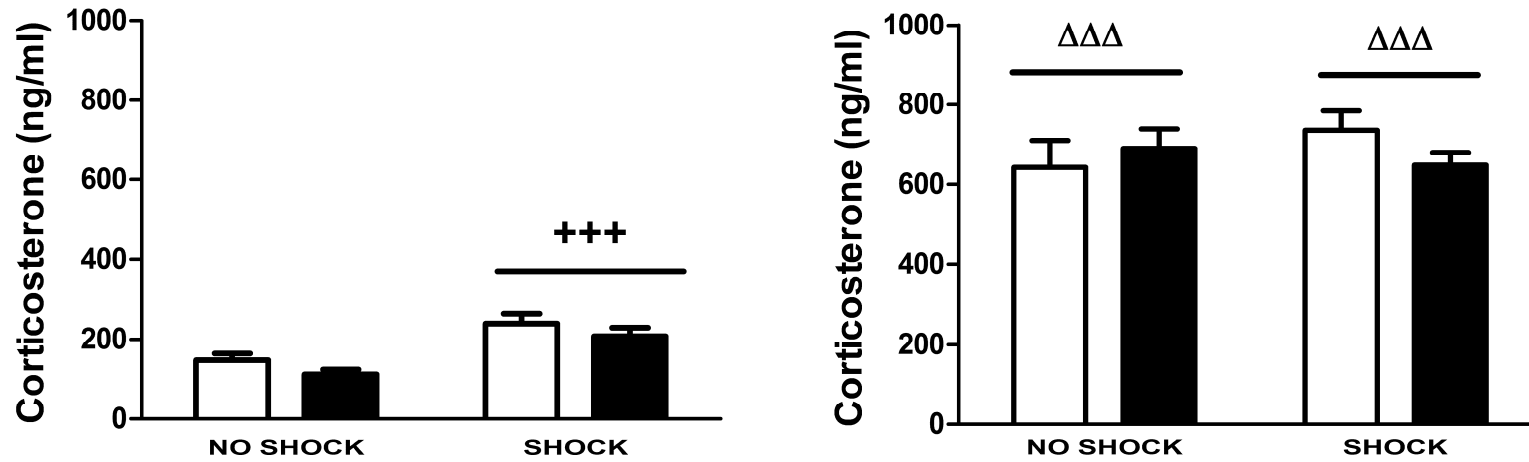 Corticosterone (ng/ml)
1000
800
600
400
200
0
+++
NO SHOCK
SHOCK
Corticosterone (ng/ml)
1000
800
600
400
200
0
ΔΔΔ
ΔΔΔ
NO SHOCK
SHOCK